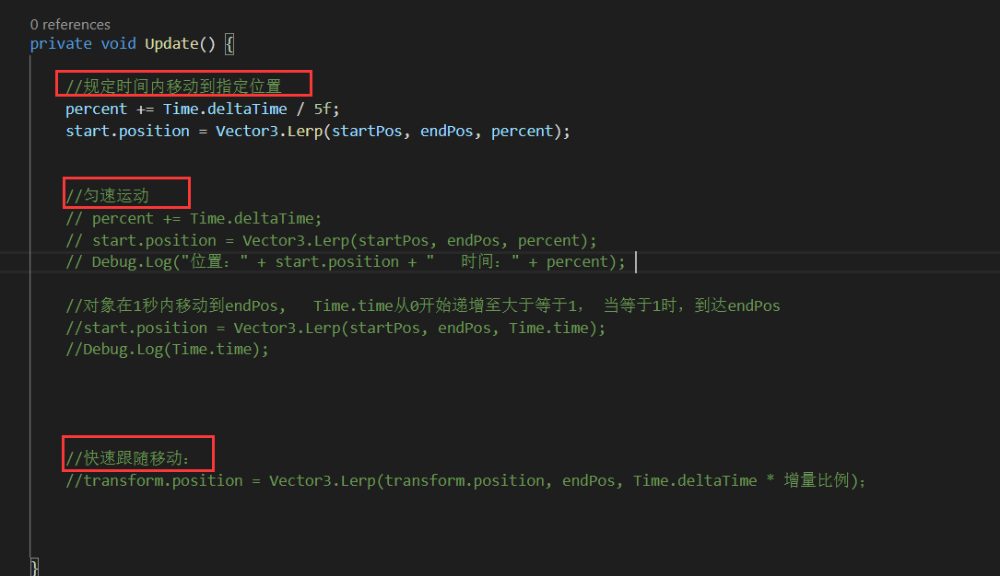 0 references
private void Update() {
//规定时间内移动到指定位置
percent += Time.deltaTime / 5f;
start.position = Vector3.Lerp(startPos, endPos, percent);
//匀速运动
// percent += Time.deltaTime;
// start.position = Vector3.Lerp(startPos, endPos, percent);
// Debug.Log("位置：" + start.position + "   时间：" + percent);
//对象在1秒内移动到endPos,   Time.time从0开始递增至大于等于1， 当等于1时，到达endPos
//start.position = Vector3.Lerp(startPos, endPos, Time.time);
//Debug.Log(Time.time);
//快速跟随移动：
//transform.position = Vector3.Lerp(transform.position, endPos, Time.deltaTime * 增量比例);
}